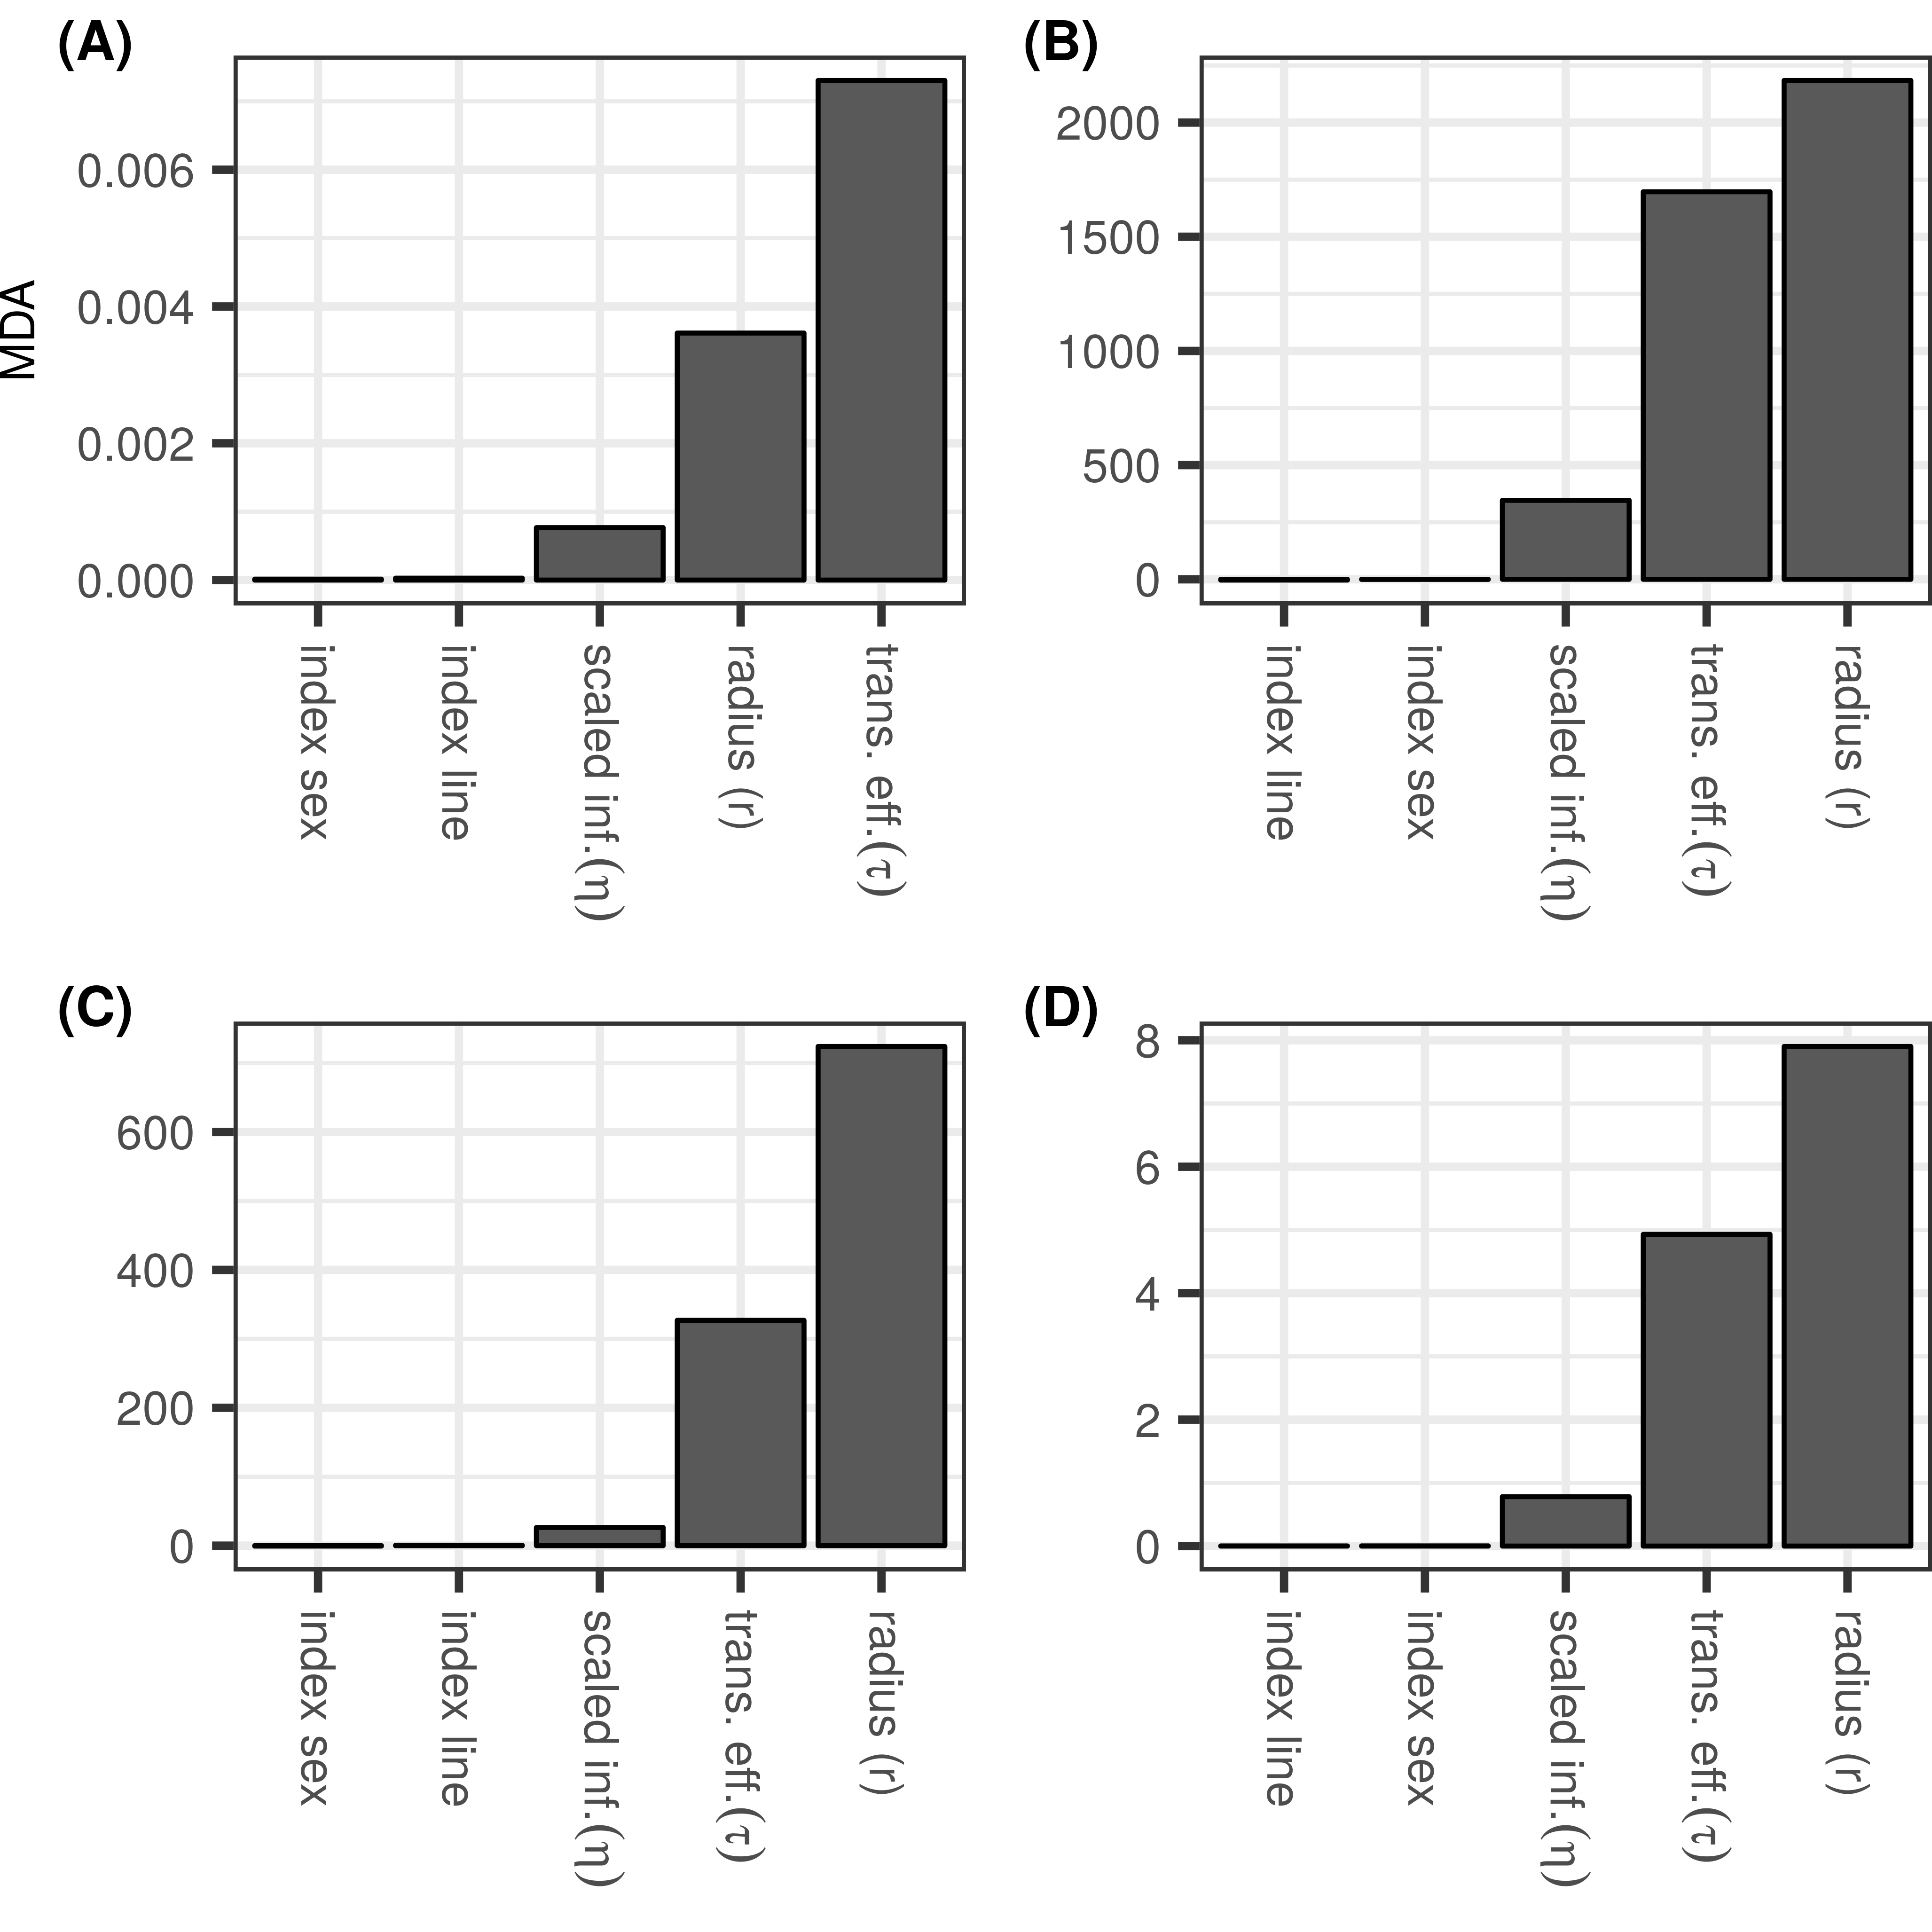 (A)
MDA
0.006
0.004
0.002
0.000
index sex
index line
scaled inf.(η)
radius (r)
trans. eff.(τ)
(B)
2000
1500
1000
500
0
index line
index sex
scaled inf.(η)
trans. eff.(τ)
radius (r)
(C)
600
400
200
0
index sex
index line
scaled inf.(η)
trans. eff.(τ)
radius (r)
(D)
8
6
4
2
0
index line
index sex
scaled inf.(η)
trans. eff.(τ)
radius (r)